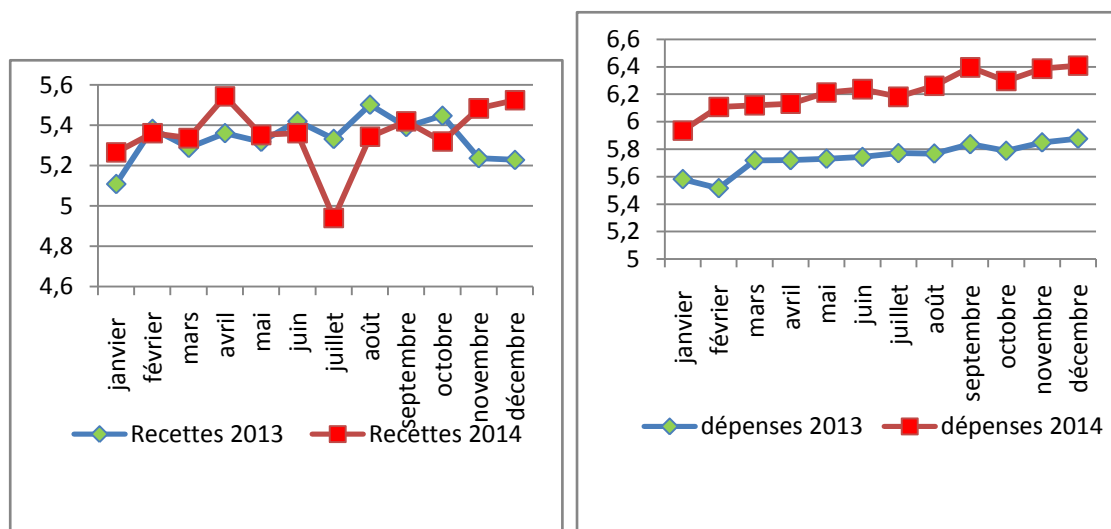 5,6
5,4
5,2
5
4,8
4,6
janvier
février
mars
avril
mai
juin
juillet
août
septembre
octobre
novembre
décembre
Recettes 2013
Recettes 2014
6,6
6,4
6,2
6
5,8
5,6
5,4
5,2
5
janvier
février
mars
avril
mai
juin
juillet
août
septembre
octobre
novembre
décembre
dépenses 2013
dépenses 2014